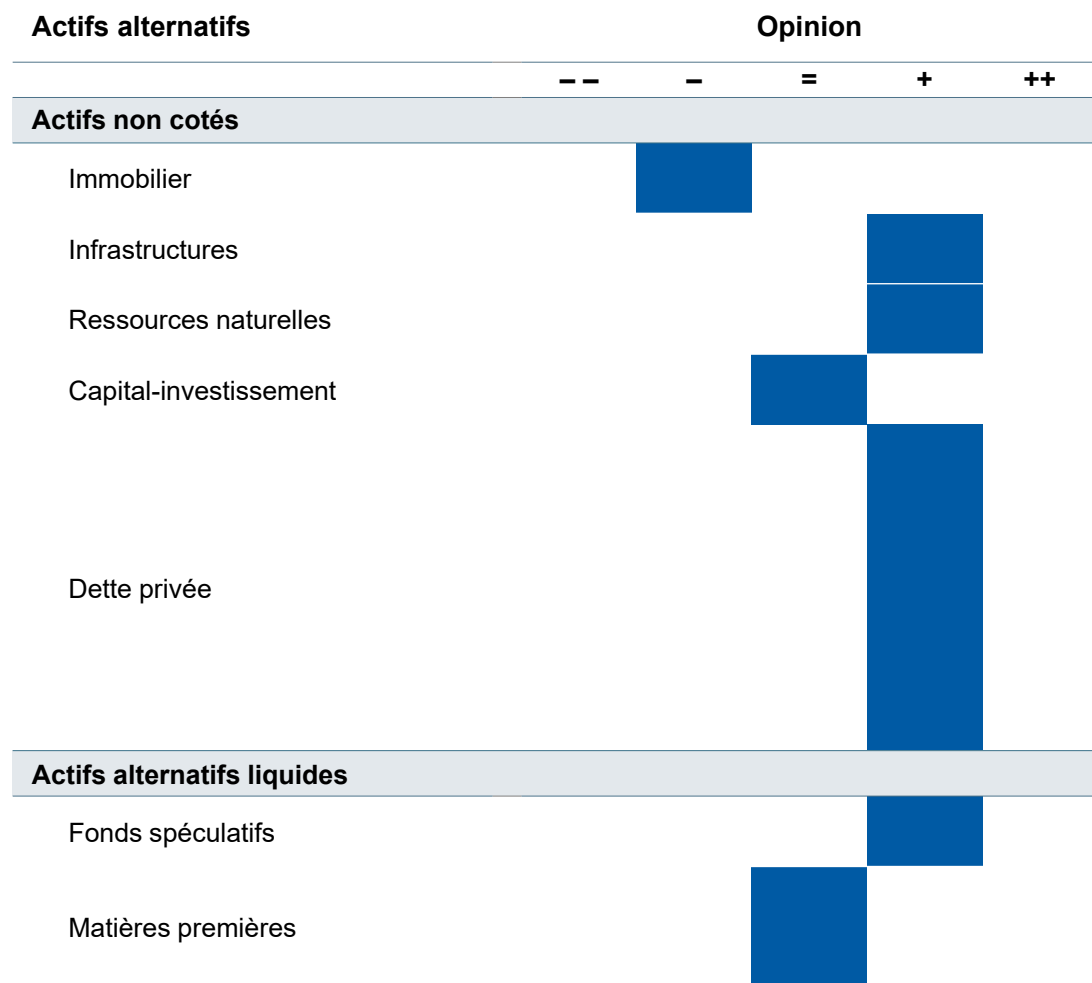 Actifs alternatifs Opinion
– – – = + ++
Actifs non cotés
Immobilier
Infrastructures
Ressources naturelles
Capital-investissement
Dette privée
Actifs alternatifs liquides
Fonds spéculatifs
Matières premières